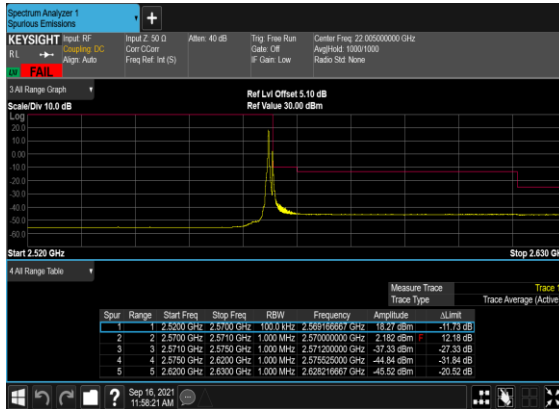 Spectrum Analyzer 1
Spurious Emissions
KEYSIGHT
RL
LV
FAIL
Input: RF
Coupling: DC
Align: Auto
Input Z: 50 Ω
Corr CCorr
Freq Ref: Int (S)
Atten: 40 dB
Trig: Free Run
Gate: Off
IF Gain: Low
Center Freq: 22.005000000 GHz
Avg|Hold: 1000/1000
Radio Std: None
3 All Range Graph
Scale/Div 10.0 dB
Ref Lvl Offset 5.10 dB
Ref Value 30.00 dBm
Log
20.0
10.0
0.00
-10.0
-20.0
-30.0
-40.0
-50.0
-60.0
Start 2.520 GHz
Stop 2.630 GH
4 All Range Table
Measure Trace Trace 1
Trace Type Trace Average (Active
Spur Range Start Freq Stop Freq RBW Frequency Amplitude ΔLimit
1 1 2.5200 GHz 2.5700 GHz 100.0 kHz 2.569166667 GHz 18.27 dBm -11.73 dB
2 2 2.5700 GHz 2.5710 GHz 1.000 MHz 2.570000000 GHz 2.182 dBm F 12.18 dB
3 3 2.5710 GHz 2.5750 GHz 1.000 MHz 2.571200000 GHz -37.33 dBm -27.33 dB
4 4 2.5750 GHz 2.6200 GHz 1.000 MHz 2.575525000 GHz -44.84 dBm -31.84 dB
5 5 2.6200 GHz 2.6300 GHz 1.000 MHz 2.628216667 GHz -45.52 dBm -20.52 dB
Sep 16, 2021
11:58:21 AM